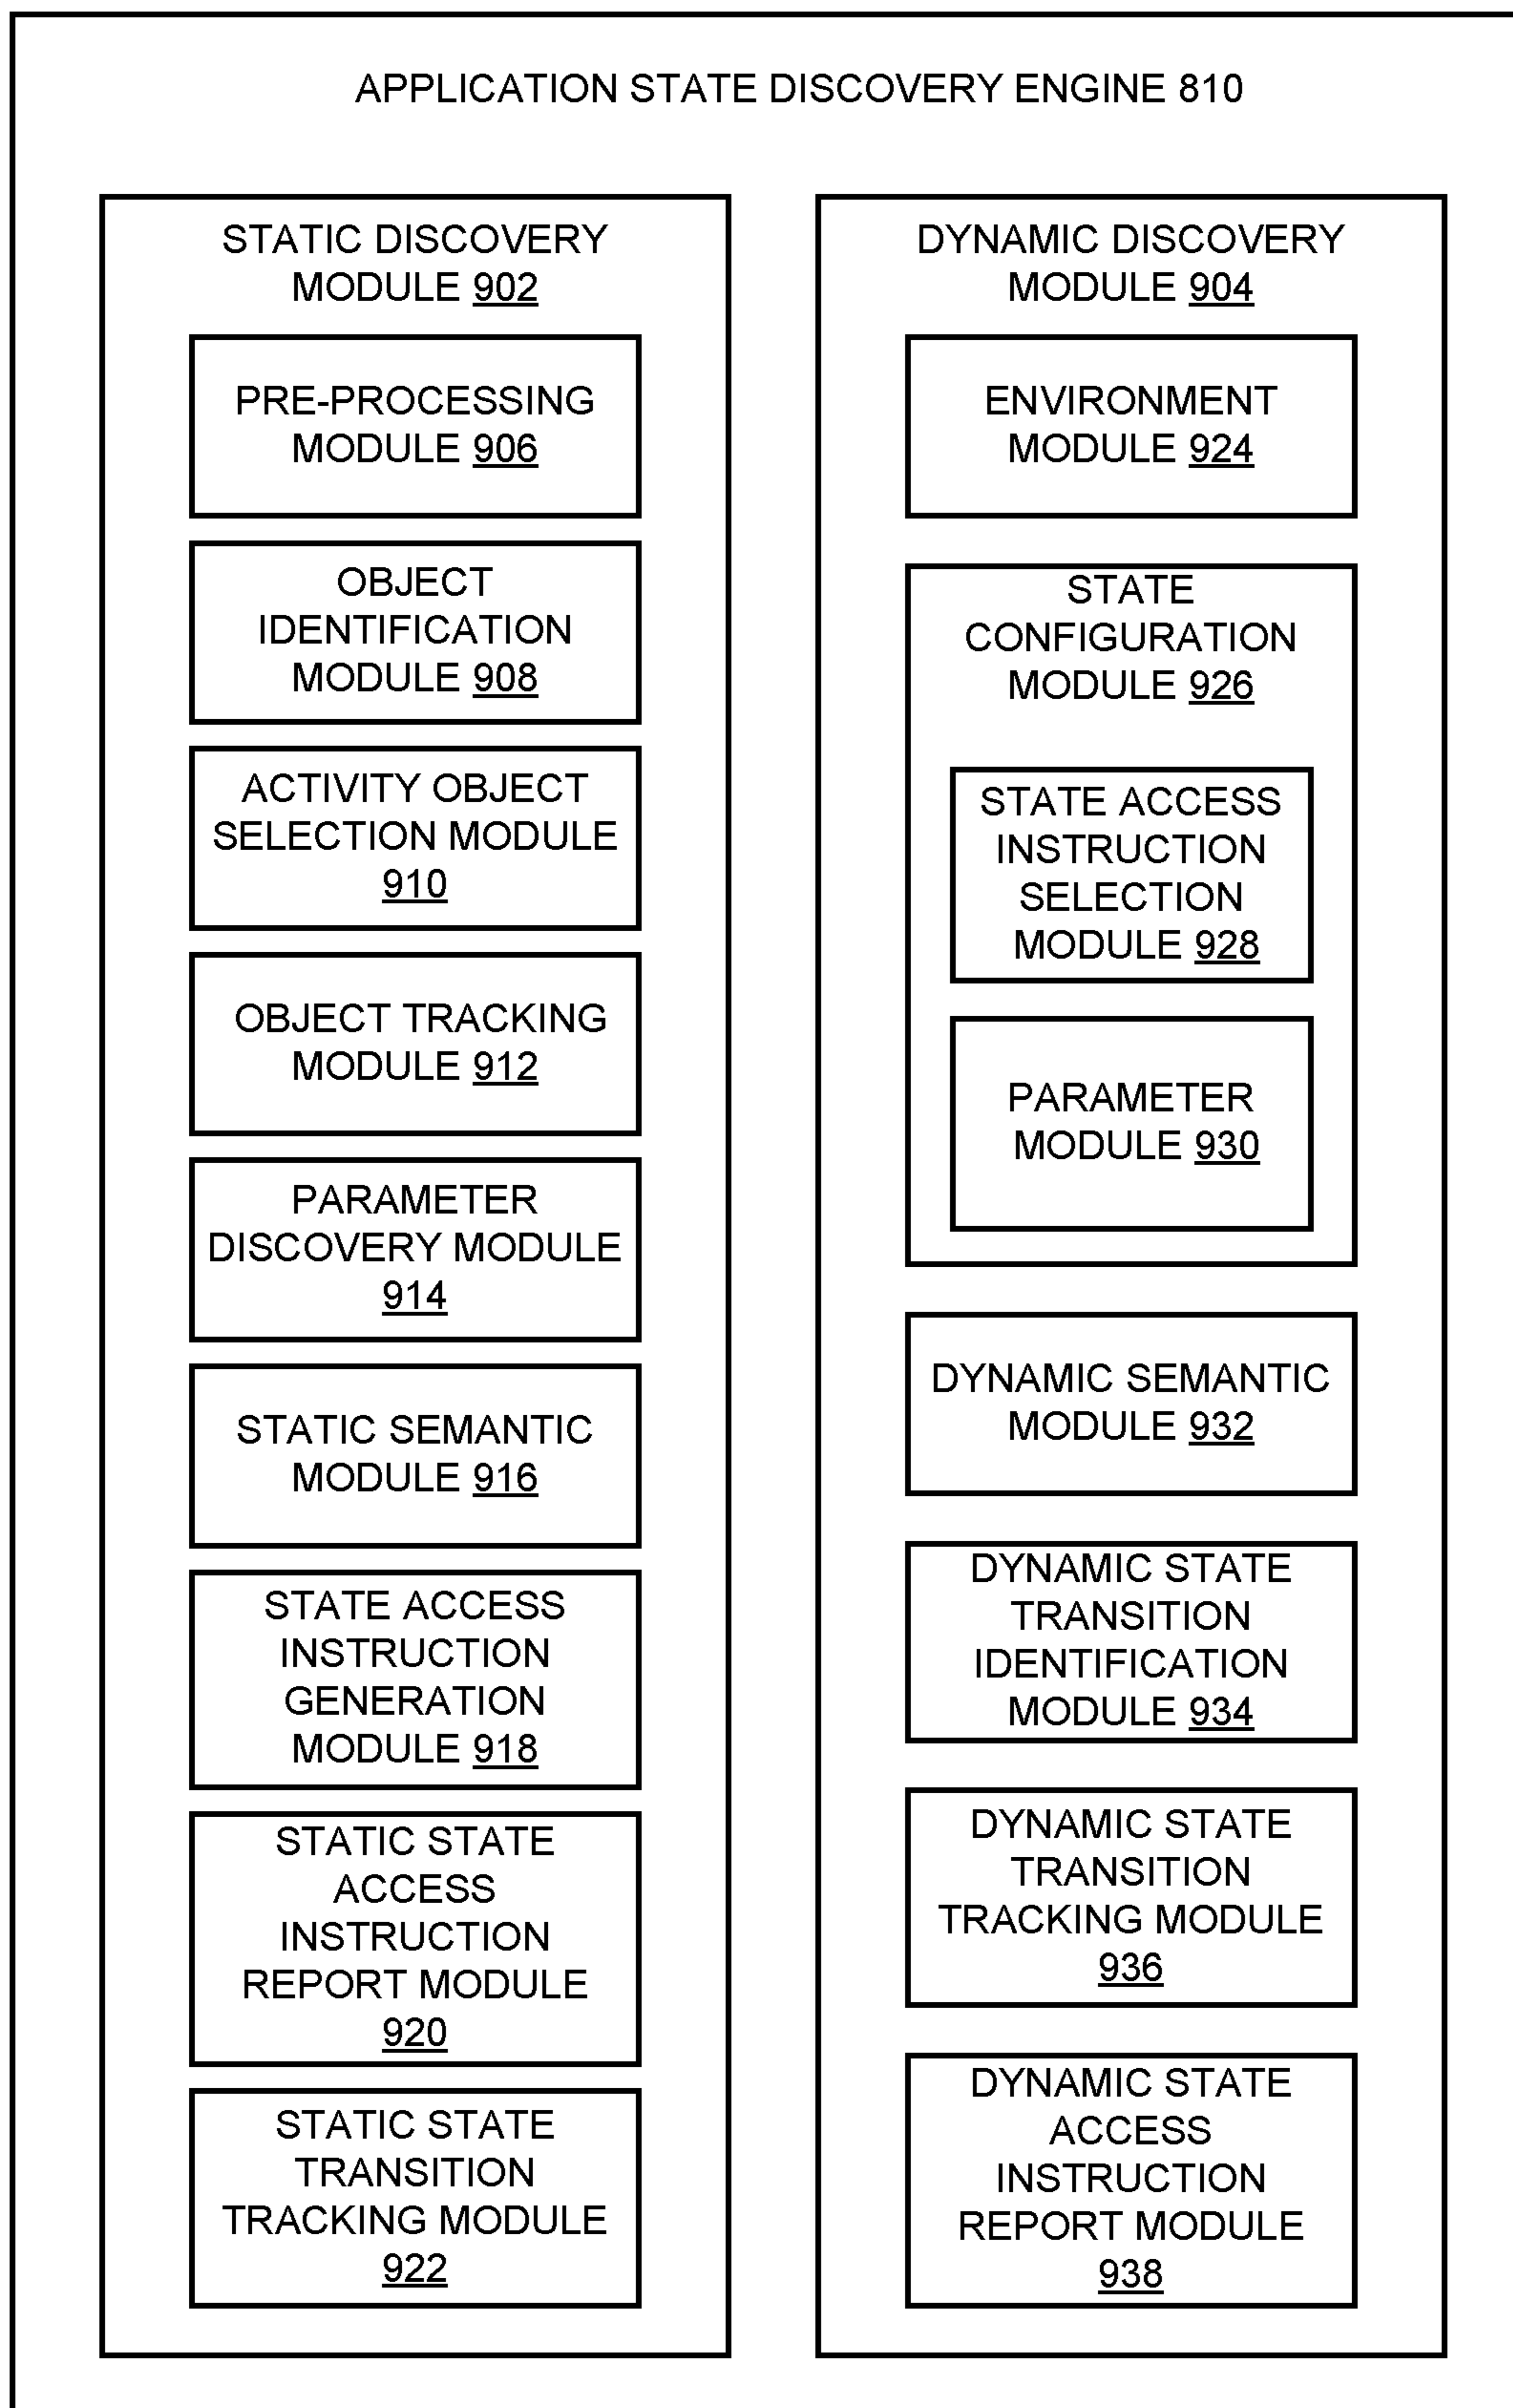 APPLICATION STATE DISCOVERY ENGINE 810
STATIC DISCOVERY
MODULE 902
PRE-PROCESSING
MODULE 906
OBJECT
IDENTIFICATION
MODULE 908
ACTIVITY OBJECT
SELECTION MODULE
910
OBJECT TRACKING
MODULE 912
PARAMETER
DISCOVERY MODULE
914
STATIC SEMANTIC
MODULE 916
STATE ACCESS
INSTRUCTION
GENERATION
MODULE 918
STATIC STATE
ACCESS
INSTRUCTION
REPORT MODULE
920
STATIC STATE
TRANSITION
TRACKING MODULE
922
DYNAMIC DISCOVERY
MODULE 904
ENVIRONMENT
MODULE 924
STATE
CONFIGURATION
MODULE 926
STATE ACCESS
INSTRUCTION
SELECTION
MODULE 928
PARAMETER
MODULE 930
DYNAMIC SEMANTIC
MODULE 932
DYNAMIC STATE
TRANSITION
IDENTIFICATION
MODULE 934
DYNAMIC STATE
TRANSITION
TRACKING MODULE
936
DYNAMIC STATE
ACCESS
INSTRUCTION
REPORT MODULE
938